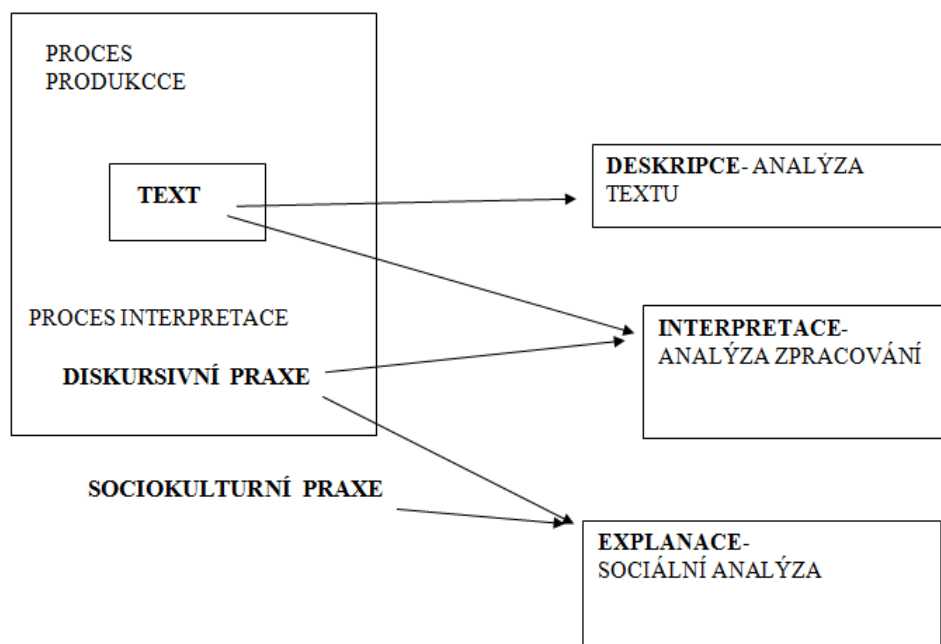 PROCES
PRODUKCCE
TEXT
PROCES INTERPRETACE
DISKURSIVNÍ PRAXE
SOCIOKULTURNÍ PRAXE
DESKRIPCE- ANALÝZA
TEXTU
INTERPRETACE-
ANALÝZA ZPRACOVÁNÍ
EXPLANACE-
SOCIÁLNÍ ANALÝZA